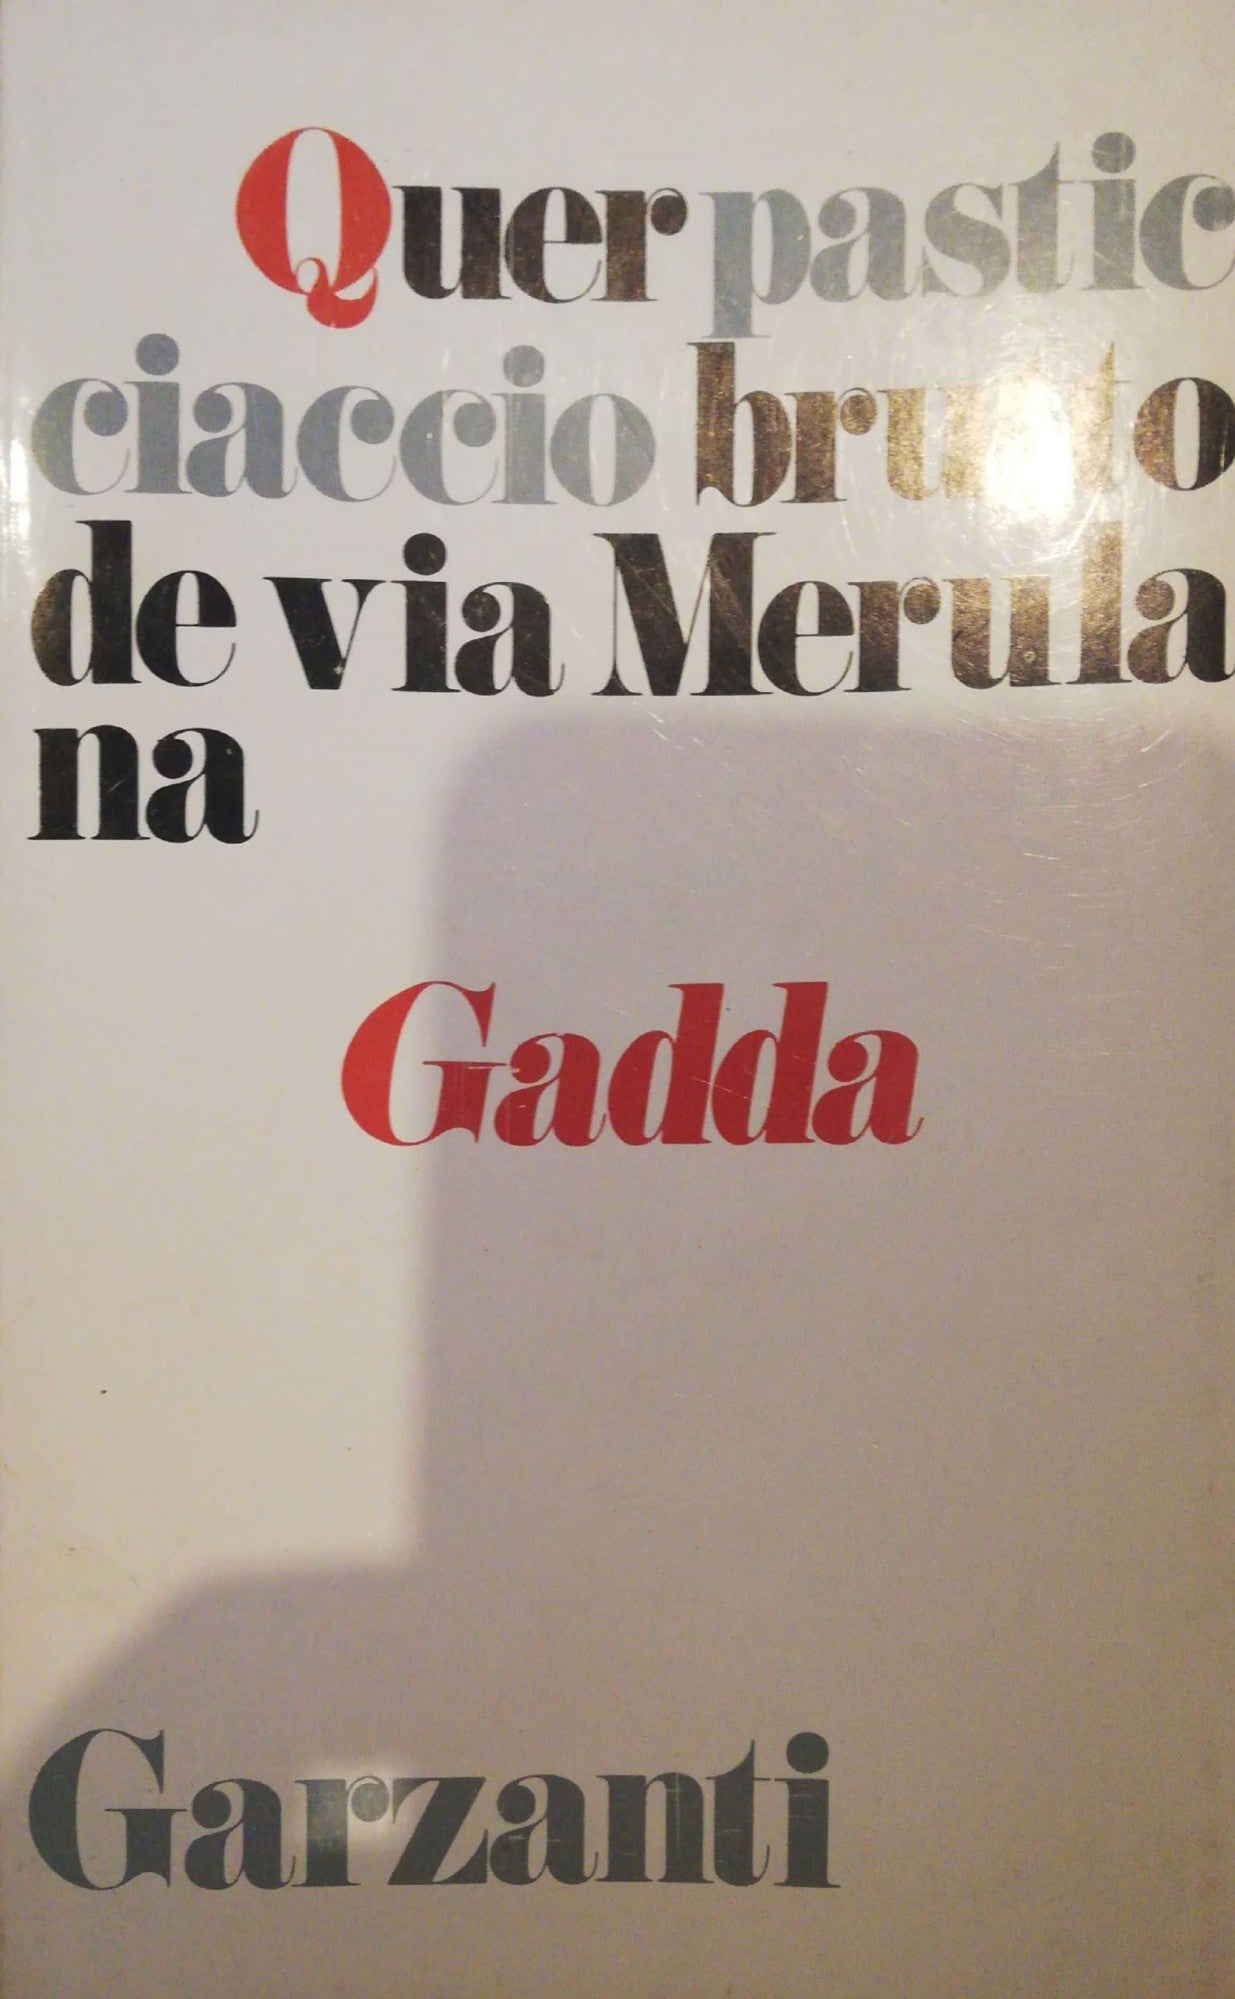 Quer pastic
ciaccio brutto
de via Merula
na
Gadda
Garzanti